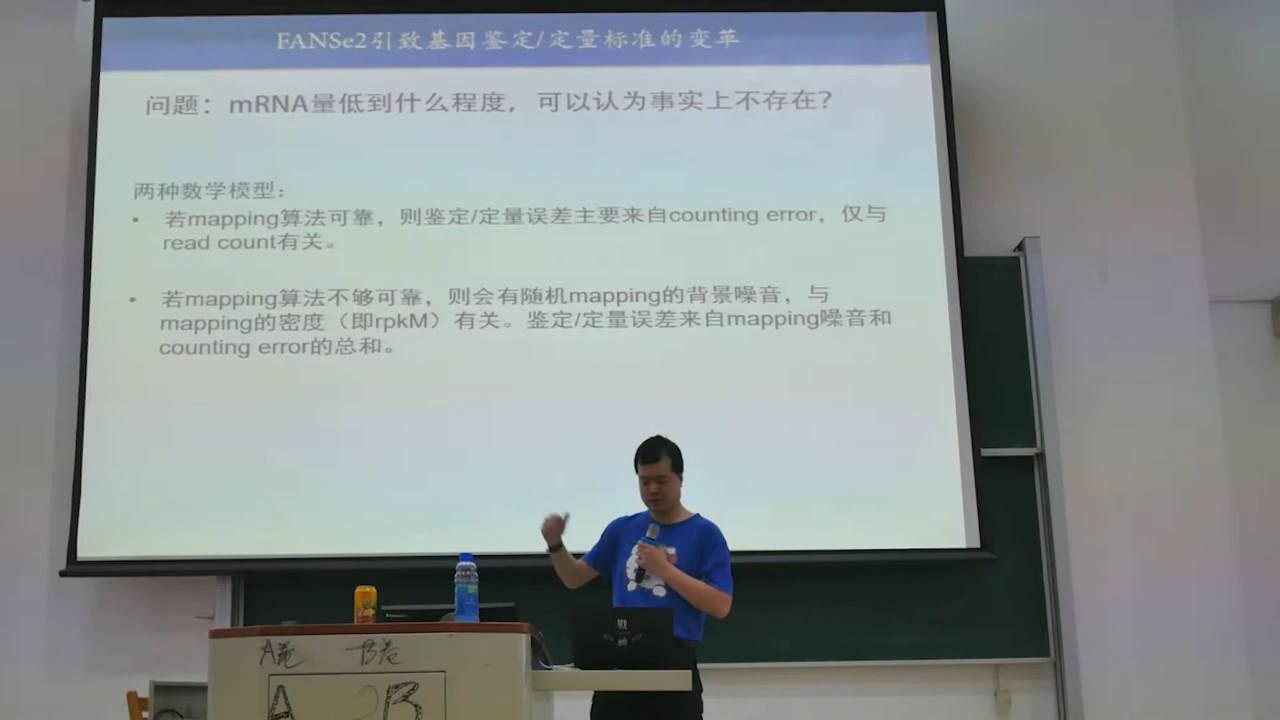 FANSe2引致基因鉴定/定量标准的变革
问题：mRNA量低到什么程度，可以认为事实上不存在？
两种数学模型：
• 若mapping算法可靠，则鉴定/定量误差主要来自counting error，仅与
read count有关。
• 若mapping算法不够可靠，则会有随机mapping的背景噪音，与
mapping的密度（即rpkM）有关。鉴定/定量误差来自mapping噪音和
counting error的总和。
战
神
A B